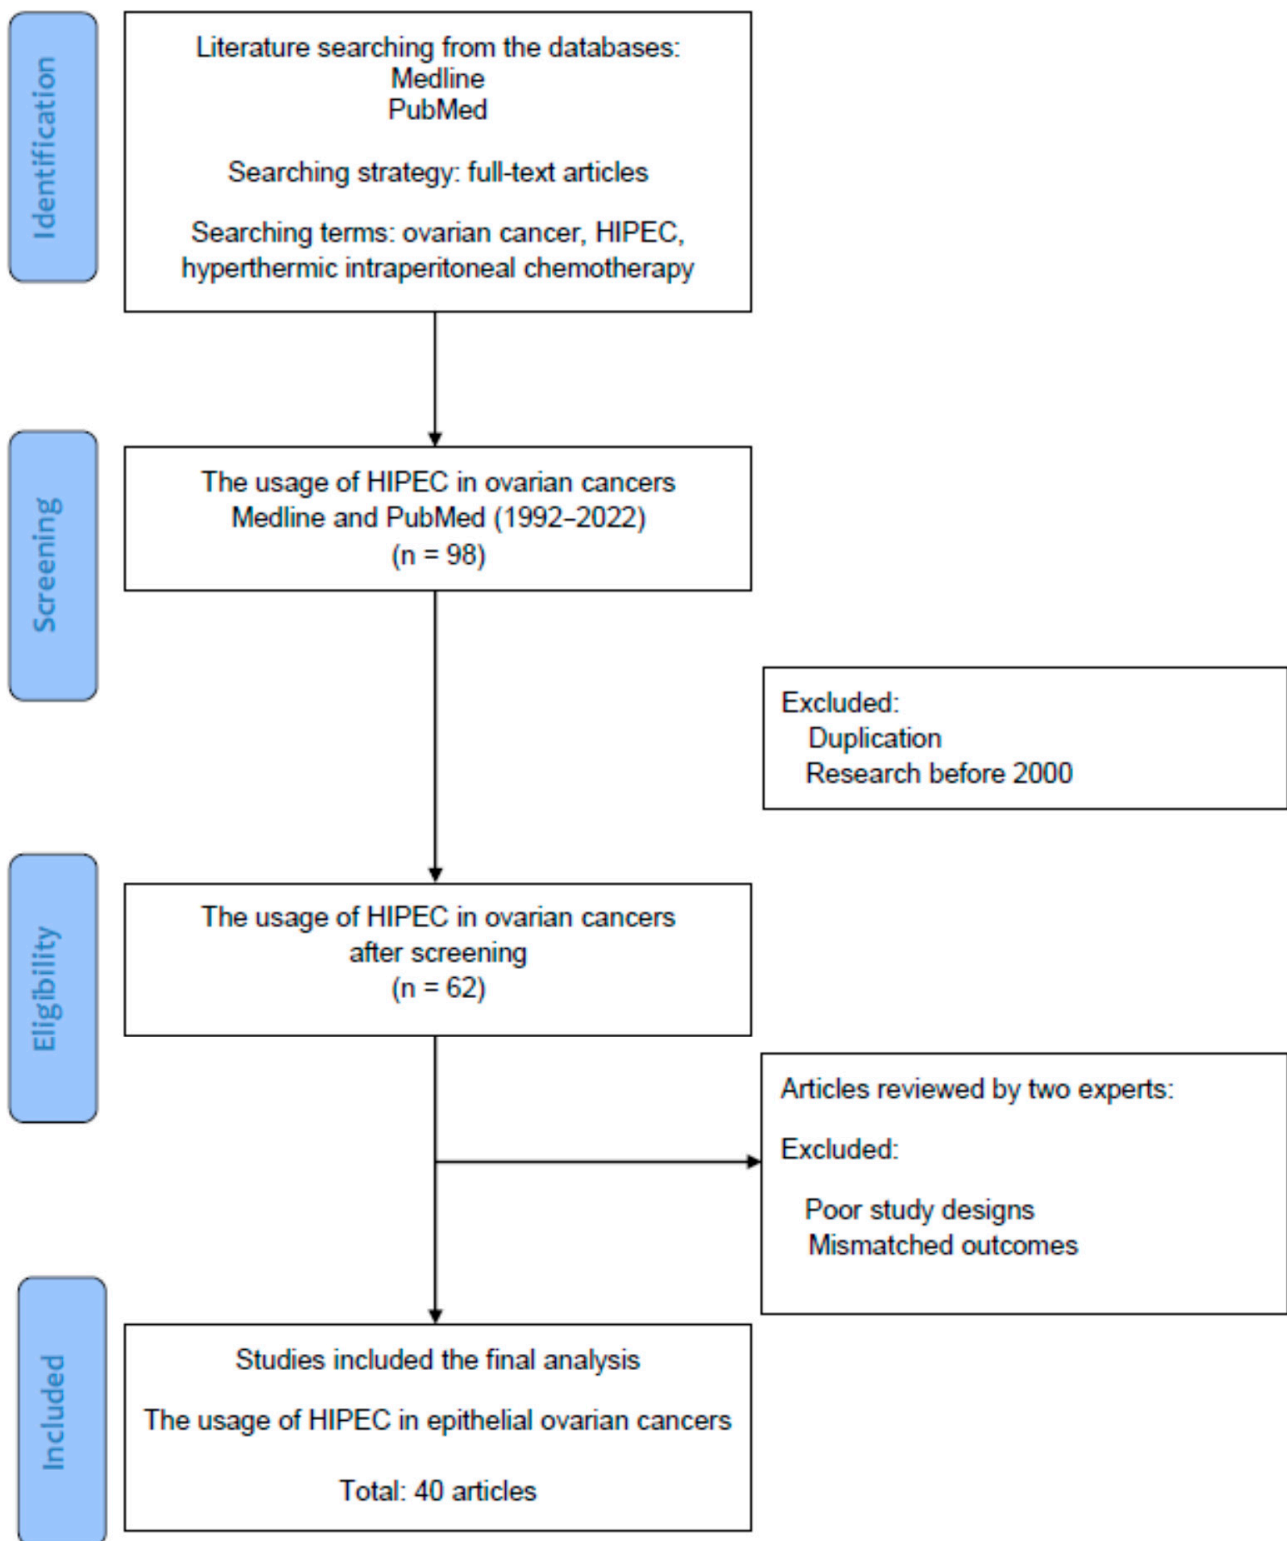 Identification
Literature searching from the databases:
Medline
PubMed
Searching strategy: full-text articles
Searching terms: ovarian cancer, HIPEC,
hyperthermic intraperitoneal chemotherapy
Screening
The usage of HIPEC in ovarian cancers
Medline and PubMed (1992–2022)
(n = 98)
Excluded:
Duplication
Research before 2000
Eligibility
The usage of HIPEC in ovarian cancers
after screening
(n = 62)
Articles reviewed by two experts:
Excluded:
Poor study designs
Mismatched outcomes
Included
Studies included the final analysis
The usage of HIPEC in epithelial ovarian cancers
Total: 40 articles